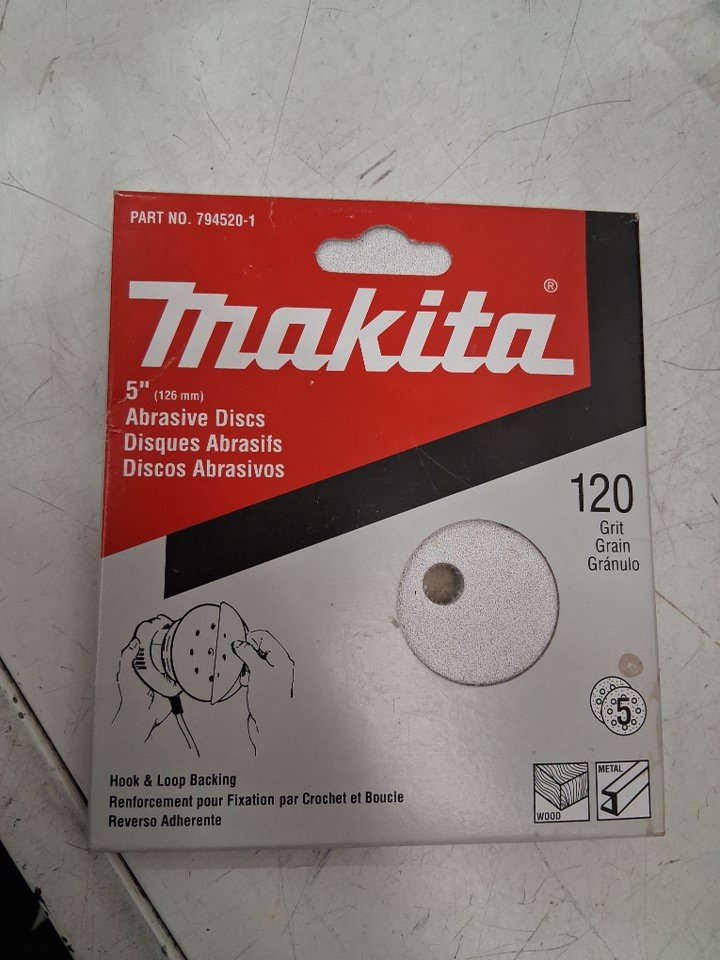 PART NO. 794520-1
makita®
5" (126 mm)
Abrasive Discs
Disques Abrasifs
Discos Abrasivos
120
Grit
Grain
Gránulo
5
Hook & Loop Backing
Renforcement pour Fixation par Crochet et Boucle
Reverso Adherente
WOOD
METAL